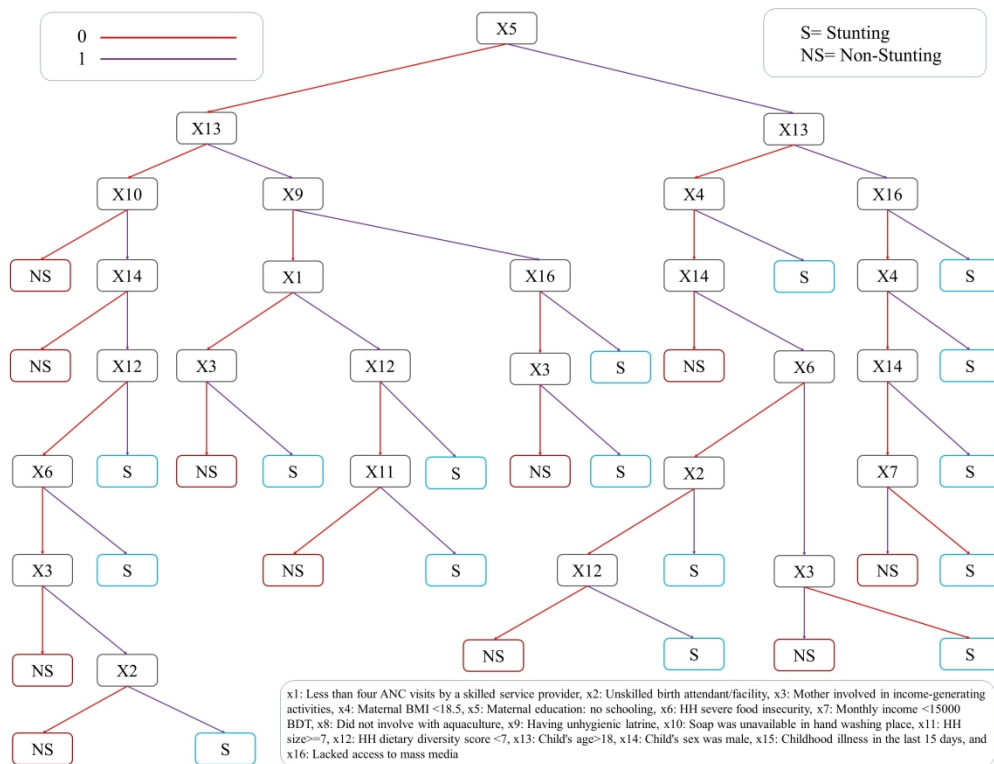 0
1
X5
S= Stunting
NS= Non-Stunting
X13
X13
X10
X9
X4
X16
NS
X14
X1
X16
X14
S
X4
S
NS
X12
X3
X12
X3
S
NS
X6
X14
S
X6
S
NS
S
X11
S
NS
S
X2
X7
S
X3
S
NS
S
X12
S
X3
NS
S
NS
X2
NS
S
NS
S
NS
S
x1: Less than four ANC visits by a skilled service provider, x2: Unskilled birth attendant/facility, x3: Mother involved in income-generating
activities, x4: Maternal BMI <18.5, x5: Maternal education: no schooling, x6: HH severe food insecurity, x7: Monthly income <15000
BDT, x8: Did not involve with aquaculture, x9: Having unhygienic latrine, x10: Soap was unavailable in hand washing place, x11: HH
size>=7, x12: HH dietary diversity score <7, x13: Child's age>18, x14: Child's sex was male, x15: Childhood illness in the last 15 days, and
x16: Lacked access to mass media